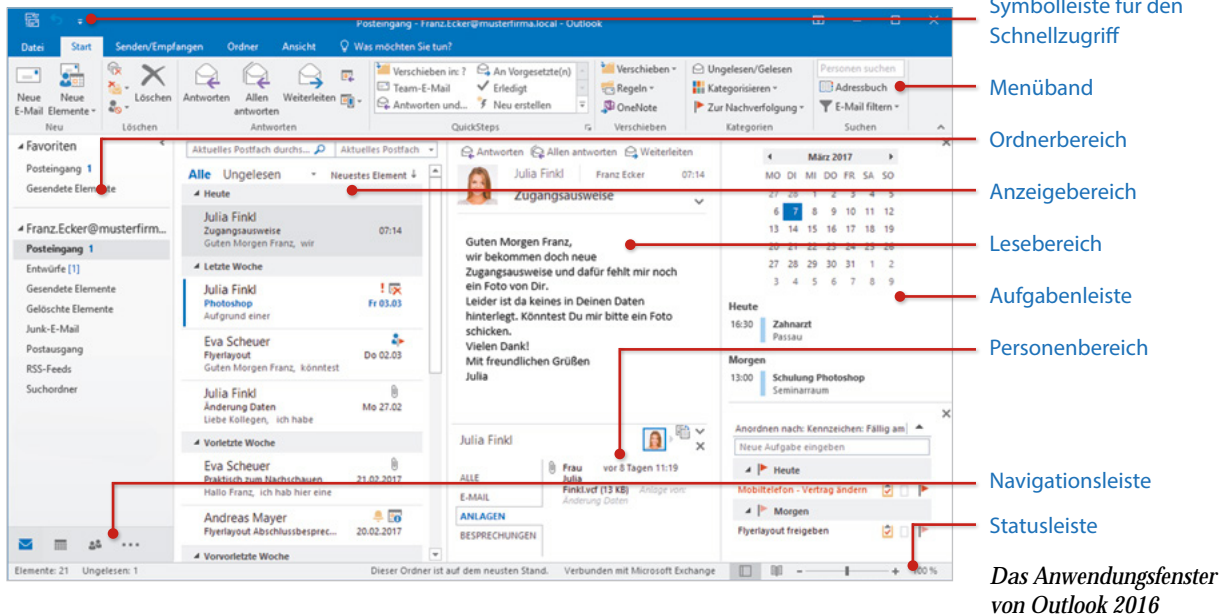 Symbolleiste für den
Schnellzugriff
Menüband
Ordnerbereich
Anzeigebereich
Lesebereich
Aufgabenleiste
Personenbereich
Navigationsleiste
Statusleiste
Das Anwendungsfenster
von Outlook 2016
Posteingang - Franz.Ecker@musterfirma.local - Outlook
Datei Start Senden/Empfangen Ordner Ansicht Was möchten Sie tun?
Neue
E-Mail
Neue
Elemente
Neu
Löschen
Löschen
Antworten
Allen
antworten
Weiterleiten
Antworten
Verschieben in: ? An Vorgesetzte(n)
Team-E-Mail Erledigt
Antworten und... Neu erstellen
QuickSteps
Verschieben
Regeln
OneNote
Verschieben
Ungelesen/Gelesen
Kategorisieren
Zur Nachverfolgung
Kategorien
Personen suchen
Adressbuch
E-Mail filtern
Suchen
Favoriten
Posteingang 1
Gesendete Elemente
Franz.Ecker@musterfirm...
Posteingang 1
Entwürfe [1]
Gesendete Elemente
Gelöschte Elemente
Junk-E-Mail
Postausgang
RSS-Feeds
Suchordner
Aktuelles Postfach durchs... Aktuelles Postfach
Alle Ungelesen Neuestes Element ↓
Heute
Julia Finkl
Zugangsausweise 07:14
Guten Morgen Franz, wir
Letzte Woche
Julia Finkl
Photoshop Fr 03.03
Aufgrund einer
Eva Scheuer
Flyerlayout Do 02.03
Guten Morgen Franz, könntest
Julia Finkl
Änderung Daten Mo 27.02
Liebe Kollegen, ich habe
Vorletzte Woche
Eva Scheuer
Praktisch zum Nachschauen 21.02.2017
Hallo Franz, ich hab hier eine
Andreas Mayer
Flyerlayout Abschlussbesprec... 20.02.2017
Vorvorletzte Woche
Antworten Allen antworten Weiterleiten
Julia Finkl Franz Ecker 07:14
Zugangsausweise
Guten Morgen Franz,
wir bekommen doch neue
Zugangsausweise und dafür fehlt mir noch
ein Foto von Dir.
Leider ist da keines in Deinen Daten
hinterlegt. Könntest Du mir bitte ein Foto
schicken.
Vielen Dank!
Mit freundlichen Grüßen
Julia
Julia Finkl
ALLE
E-MAIL
ANLAGEN
BESPRECHUNGEN
Frau vor 8 Tagen 11:19
Julia
Finkl.vcf (13 KB) Anlage von:
Änderung Daten
März 2017
MO DI MI DO FR SA SO
27 28 1 2 3 4 5
6 7 8 9 10 11 12
13 14 15 16 17 18 19
20 21 22 23 24 25 26
27 28 29 30 31 1 2
3 4 5 6 7 8 9
Heute
16:30 Zahnarzt
Passau
Morgen
13:00 Schulung Photoshop
Seminarraum
Anordnen nach: Kennzeichen: Fällig am
Neue Aufgabe eingeben
Heute
Mobiltelefon - Vertrag ändern
Morgen
Flyerlayout freigeben
Elemente: 21 Ungelesen: 1 Dieser Ordner ist auf dem neusten Stand. Verbunden mit Microsoft Exchange 100 %